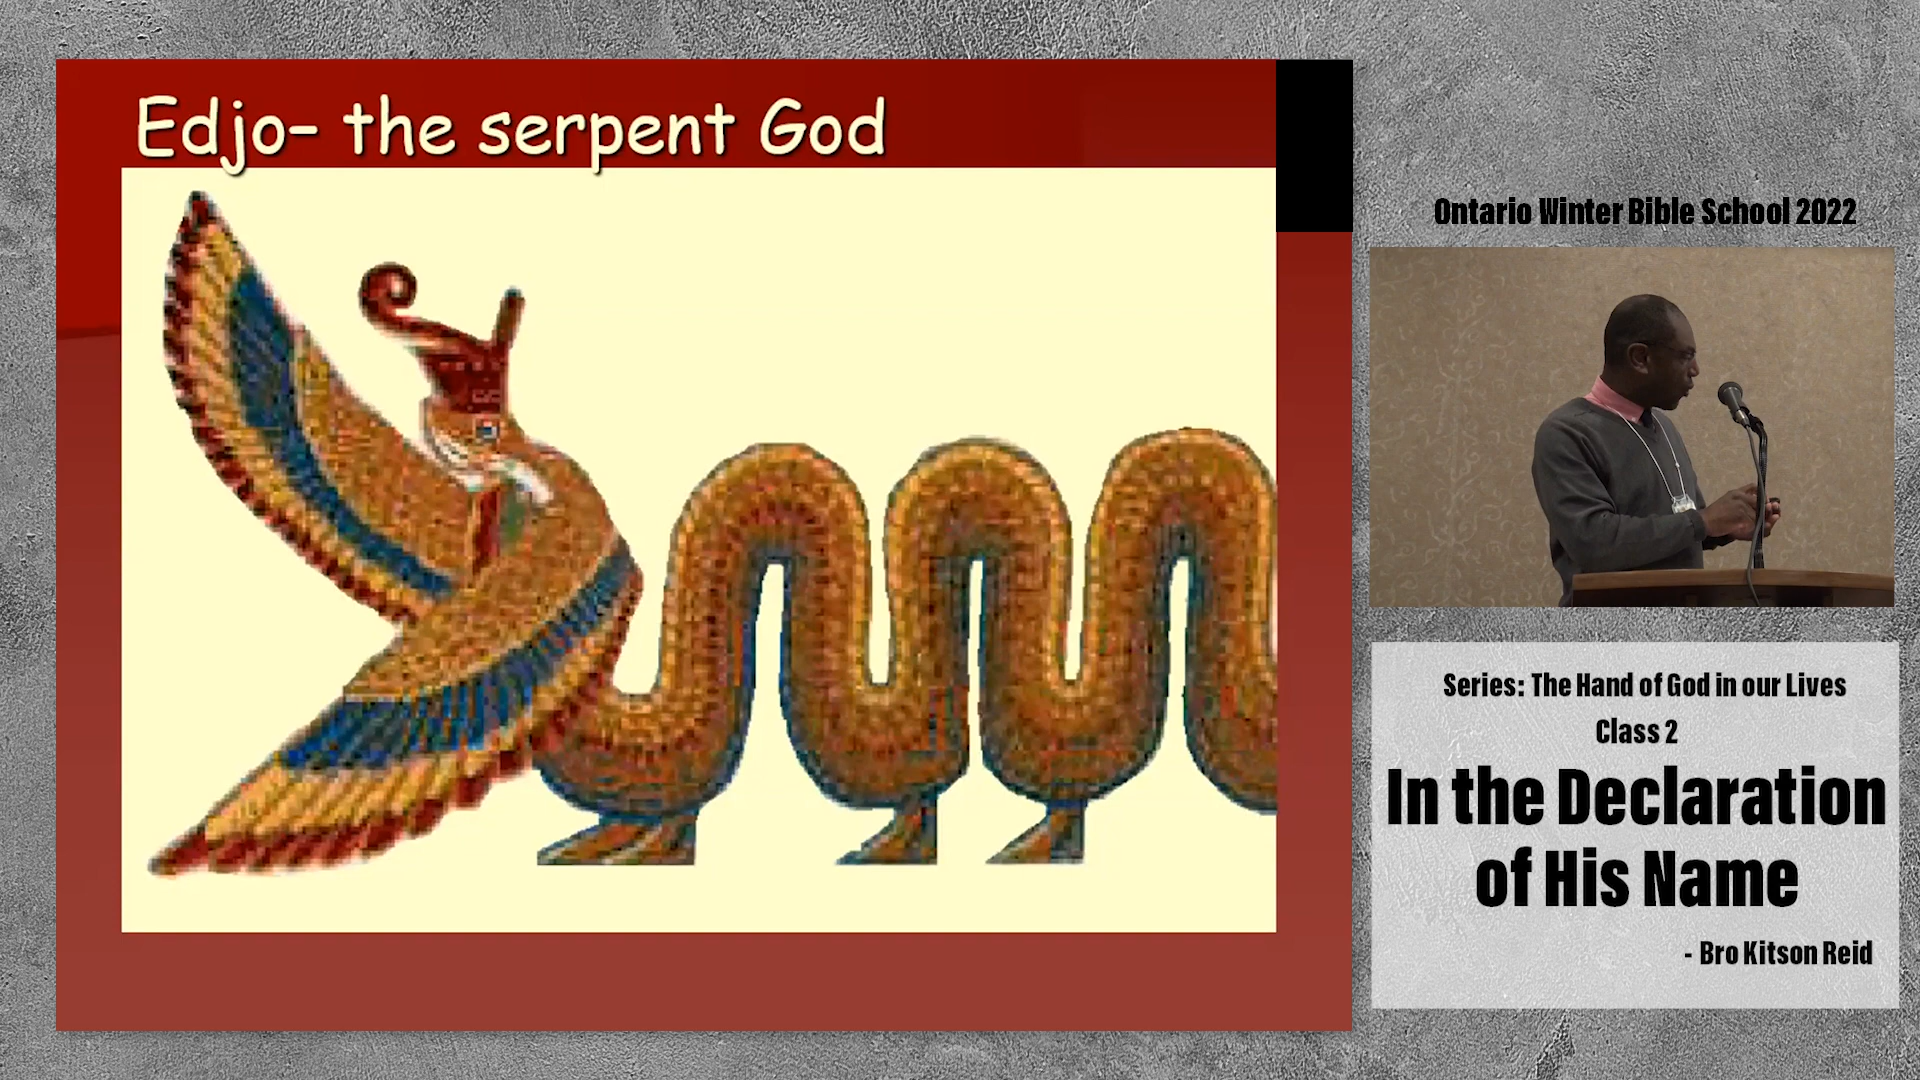 Edjo– the serpent God
Ontario Winter Bible School 2022
Series: The Hand of God in our Lives
Class 2
In the Declaration
of His Name
- Bro Kitson Reid